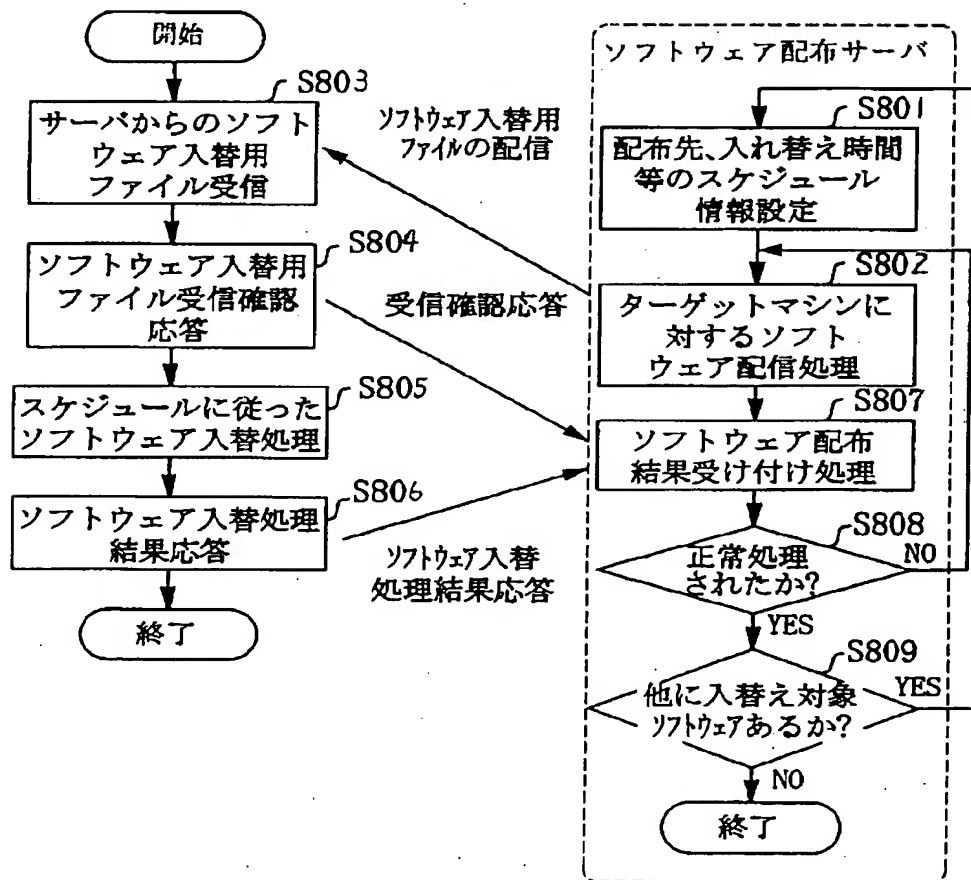 開始
S803
サーバからのソフト
ウェア入替用
ファイル受信
S804
ソフトウェア入替用
ファイル受信確認
応答
S805
スケジュールに従った
ソフトウェア入替処理
S806
ソフトウェア入替処理
結果応答
終了
ソフトウェア入替用
ファイルの配信
受信確認応答
ソフトウェア入替
処理結果応答
ソフトウェア配布サーバ
S801
配布先、入れ替え時間
等のスケジュール
情報設定
S802
ターゲットマシンに
対するソフト
ウェア配信処理
S807
ソフトウェア配布
結果受け付け処理
S808
正常処理
されたか?
NO
YES
S809
他に入替え対象
ソフトウェアあるか?
YES
NO
終了